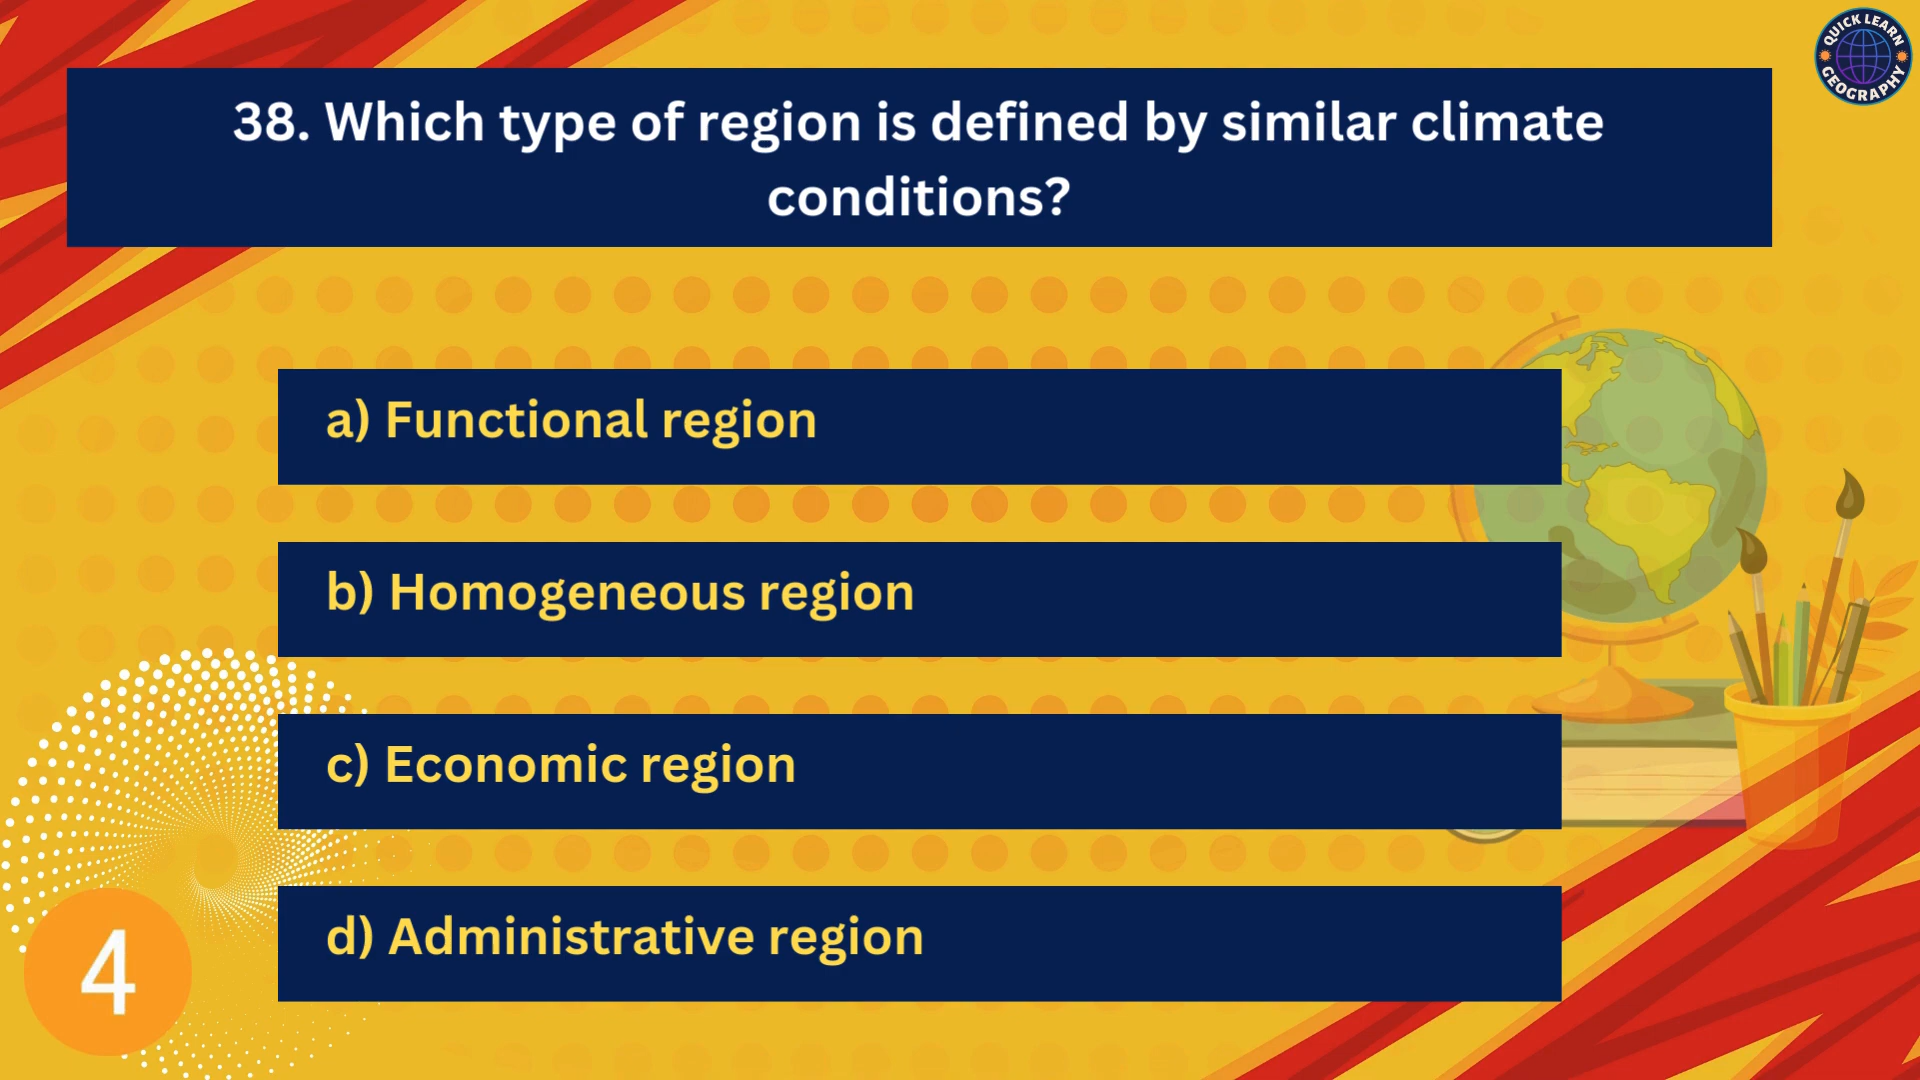 QUICK LEARN
GEOGRAPHY
38. Which type of region is defined by similar climate
conditions?
a) Functional region
b) Homogeneous region
c) Economic region
d) Administrative region
4